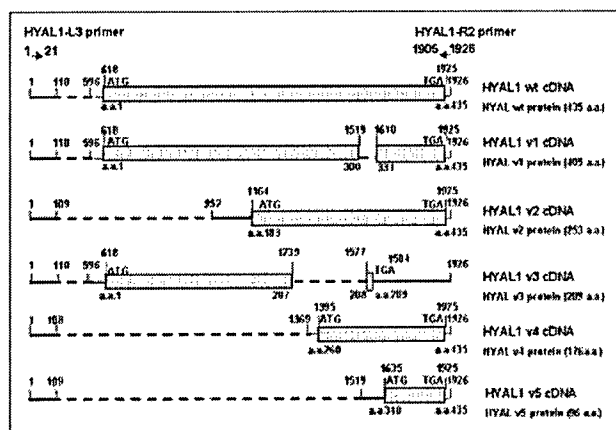 HYAL1-L3 primer HYAL1-R2 primer
1 21 1905 1926
1 110 596 618 1925
ATG TGA 1926 HYAL1 wt cDNA
a.a.1 a.a.435 HYAL wt protein (435 a.a.)
1 110 596 618 1519 1610 1925
ATG TGA 1926 HYAL1 v1 cDNA
a.a.1 300 331 a.a.435 HYAL v1 protein (405 a.a.)
1 109 957 1164 1925
ATG TGA 1926 HYAL1 v2 cDNA
a.a.183 a.a.435 HYAL v2 protein (253 a.a.)
1 110 596 618 1239 1577 1584 1926
ATG TGA HYAL1 v3 cDNA
a.a.1 207 208 a.a.209 HYAL v3 protein (209 a.a.)
1 108 1369 1395 1925
ATG TGA 1926 HYAL1 v4 cDNA
a.a.260 a.a.435 HYAL v4 protein (176 a.a.)
1 109 1519 1635 1925
ATG TGA 1926 HYAL1 v5 cDNA
a.a.340 a.a.435 HYAL v5 protein (96 a.a.)